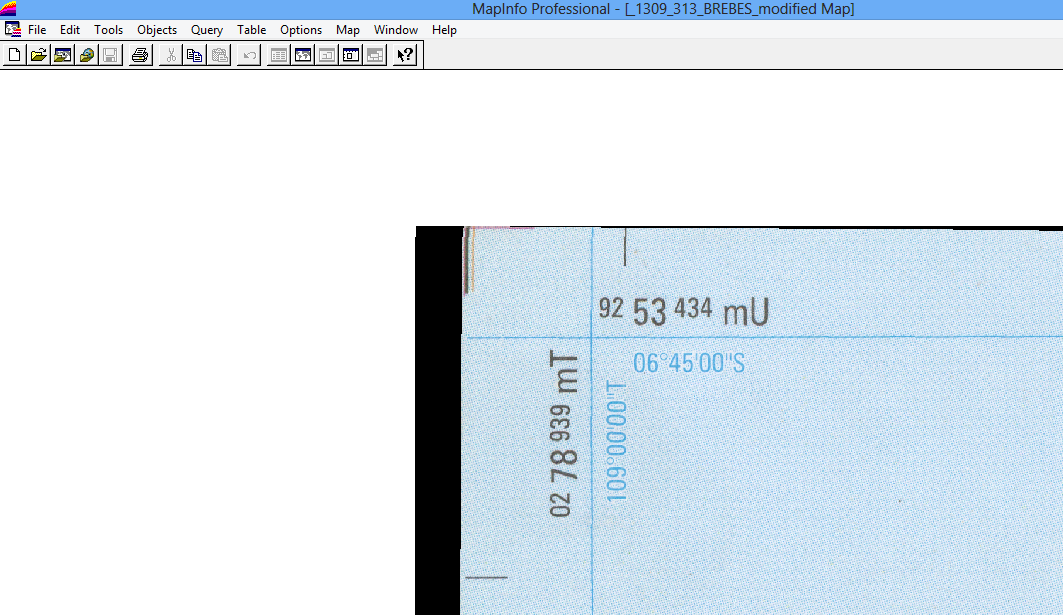 MapInfo Professional - [_1309_313_BREBES_modified Map]
File Edit Tools Objects Query Table Options Map Window Help
92 53 434 mU
06°45'00"S
02 78 939 mT
109°00'00"T